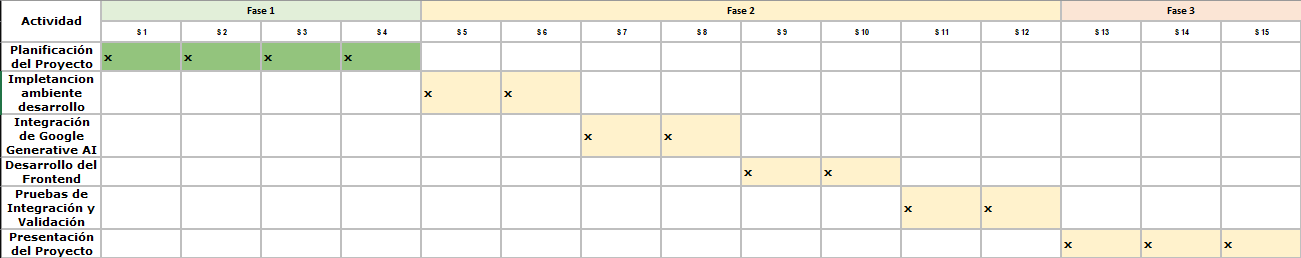 Actividad Fase 1 Fase 2 Fase 3
S 1 S 2 S 3 S 4 S 5 S 6 S 7 S 8 S 9 S 10 S 11 S 12 S 13 S 14 S 15
Planificación
del Proyecto
x x x x
Impletancion
ambiente
desarrollo
x x
Integración
de Google
Generative AI
x x
Desarrollo del
Frontend
x x
Pruebas de
Integración y
Validación
x x
Presentación
del Proyecto
x x x